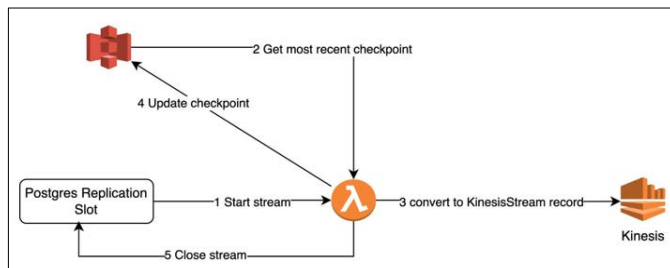 2 Get most recent checkpoint
4 Update checkpoint
Postgres Replication
Slot
1 Start stream
λ
3 convert to KinesisStream record
Kinesis
5 Close stream